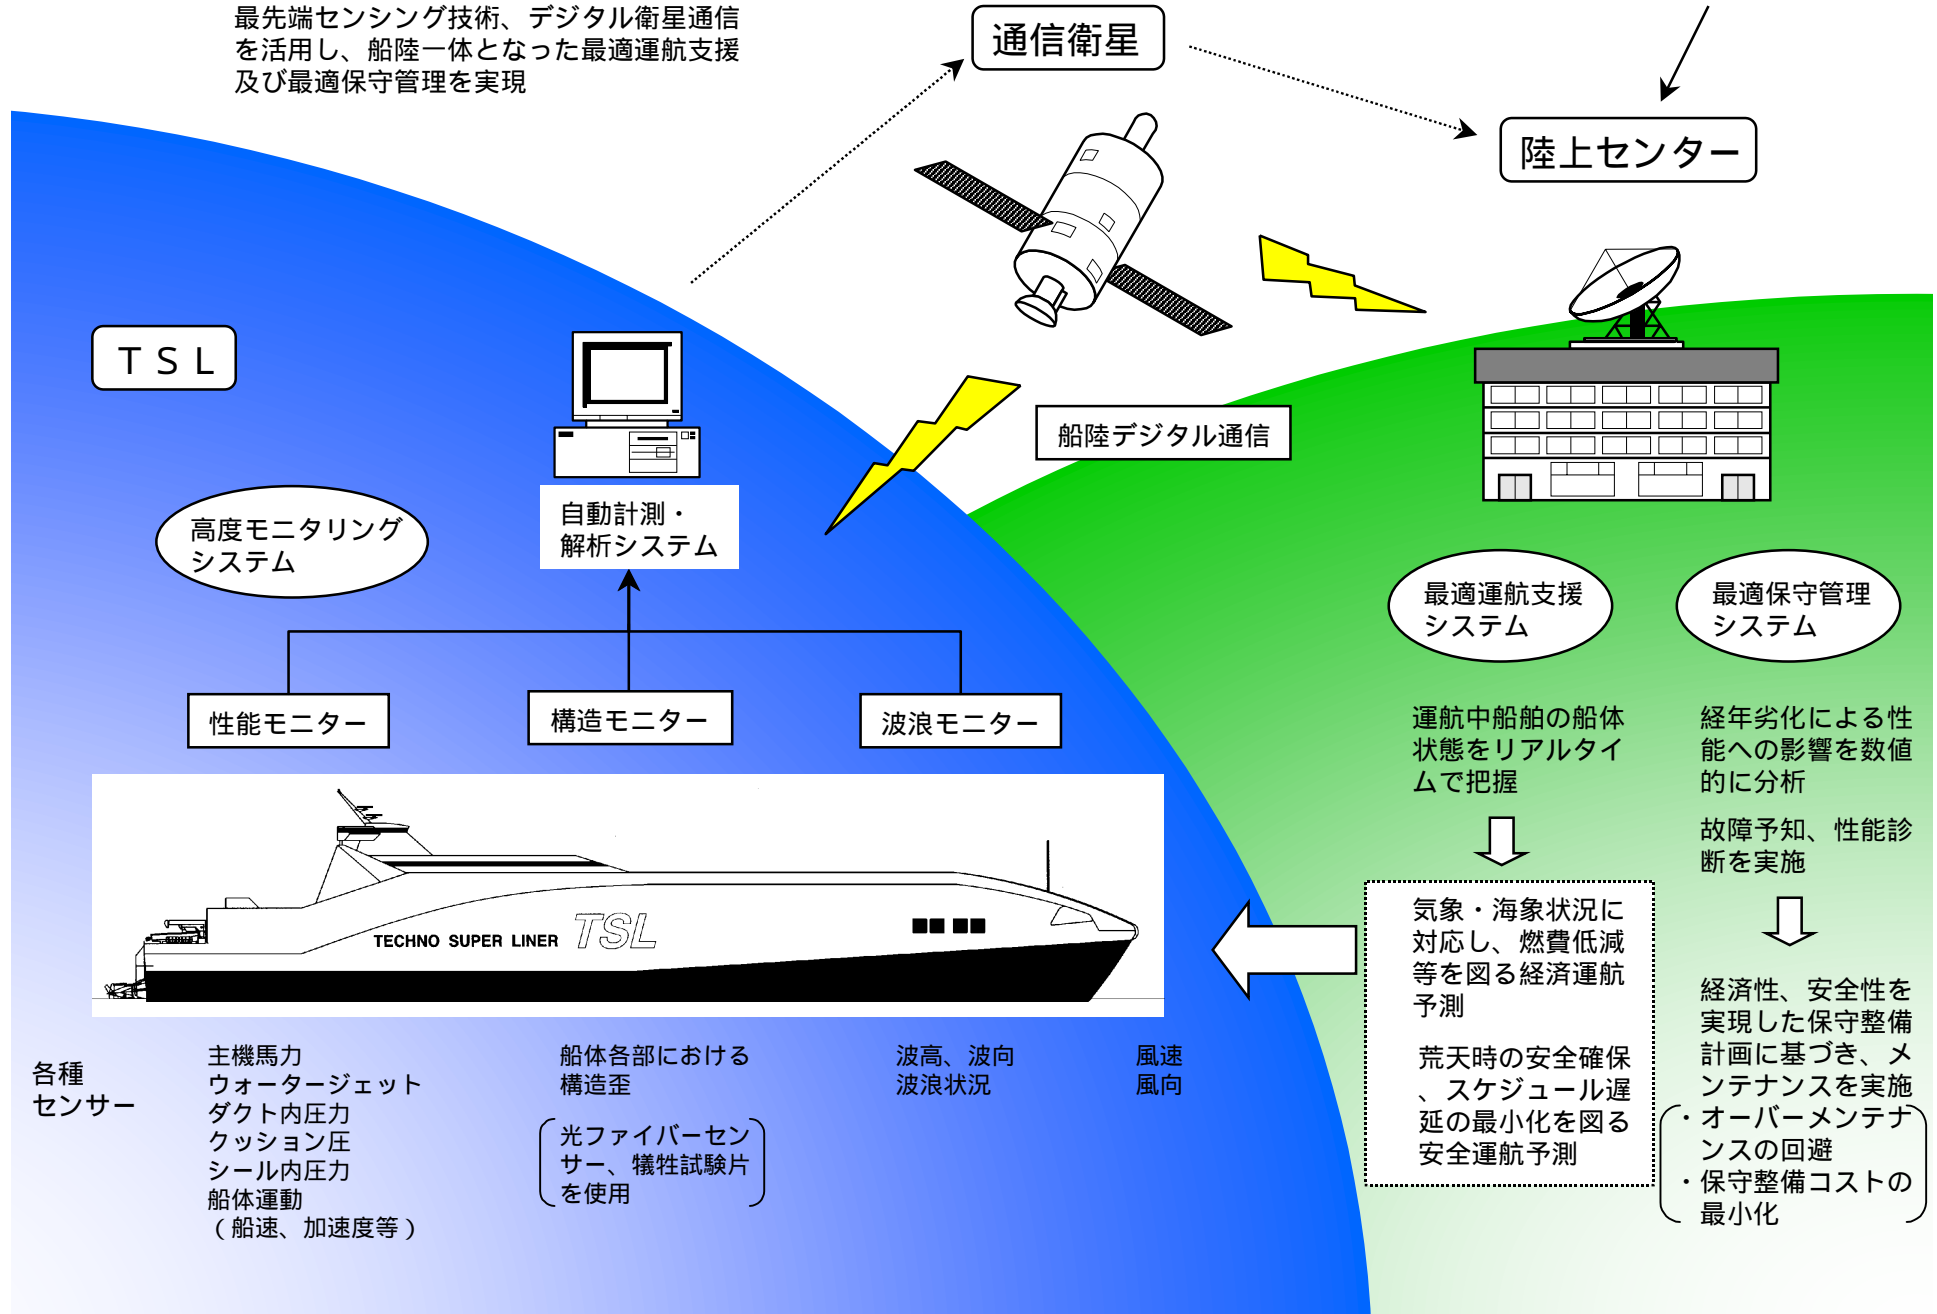 最先端センシング技術、デジタル衛星通信
を活用し、船陸一体となった最適運航支援
及び最適保守管理を実現
通信衛星
陸上センター
ＴＳＬ
船陸デジタル通信
高度モニタリング
システム
自動計測・
解析システム
性能モニター
構造モニター
波浪モニター
TECHNO SUPER LINER TSL
各種
センサー
主機馬力
ウォータージェット
ダクト内圧力
クッション圧
シール内圧力
船体運動
（船速、加速度等）
船体各部における
構造歪
光ファイバーセン
サー、犠牲試験片
を使用
波高、波向
波浪状況
風速
風向
最適運航支援
システム
運航中船舶の船体
状態をリアルタイ
ムで把握
気象・海象状況に
対応し、燃費低減
等を図る経済運航
予測
荒天時の安全確保
、スケジュール遅
延の最小化を図る
安全運航予測
最適保守管理
システム
経年劣化による性
能への影響を数値
的に分析
故障予知、性能診
断を実施
経済性、安全性を
実現した保守整備
計画に基づき、メ
ンテナンスを実施
・オーバーメンテナ
ンスの回避
・保守整備コストの
最小化